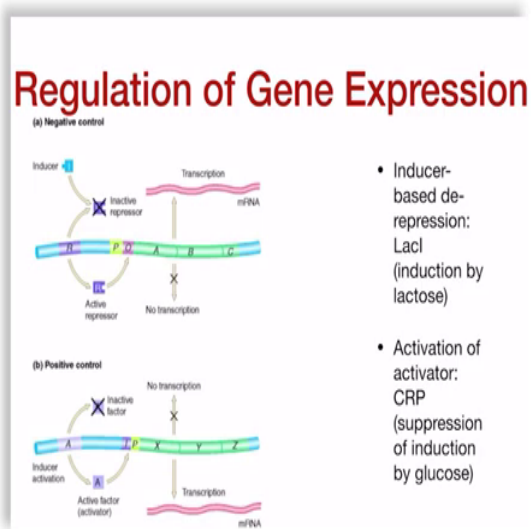 Regulation of Gene Expression
(a) Negative control
Inducer
Inactive
repressor
Transcription
mRNA
R
P O A B C
Active
repressor
No transcription
(b) Positive control
No transcription
Inactive
factor
A
P X Y Z
Inducer
activation
A
Active factor
(activator)
Transcription
mRNA
• Inducer-
based de-
repression:
LacI
(induction by
lactose)
• Activation of
activator:
CRP
(suppression
of induction
by glucose)